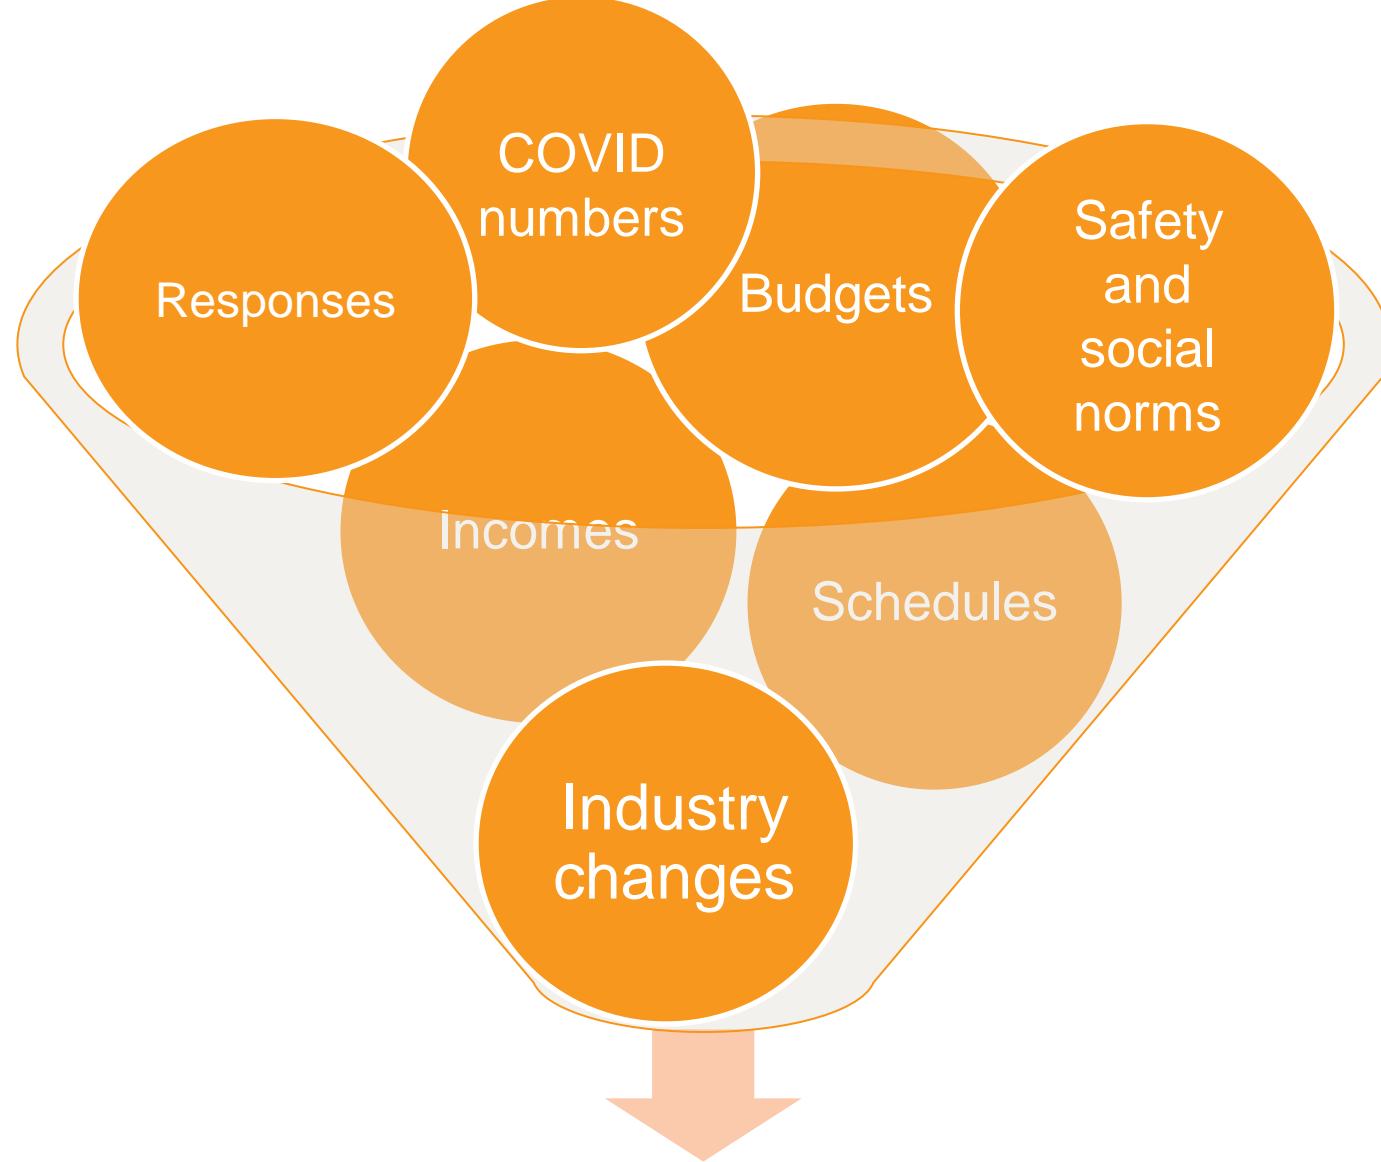 COVID
numbers
Responses
Budgets
Safety
and
social
norms
Incomes
Schedules
Industry
changes